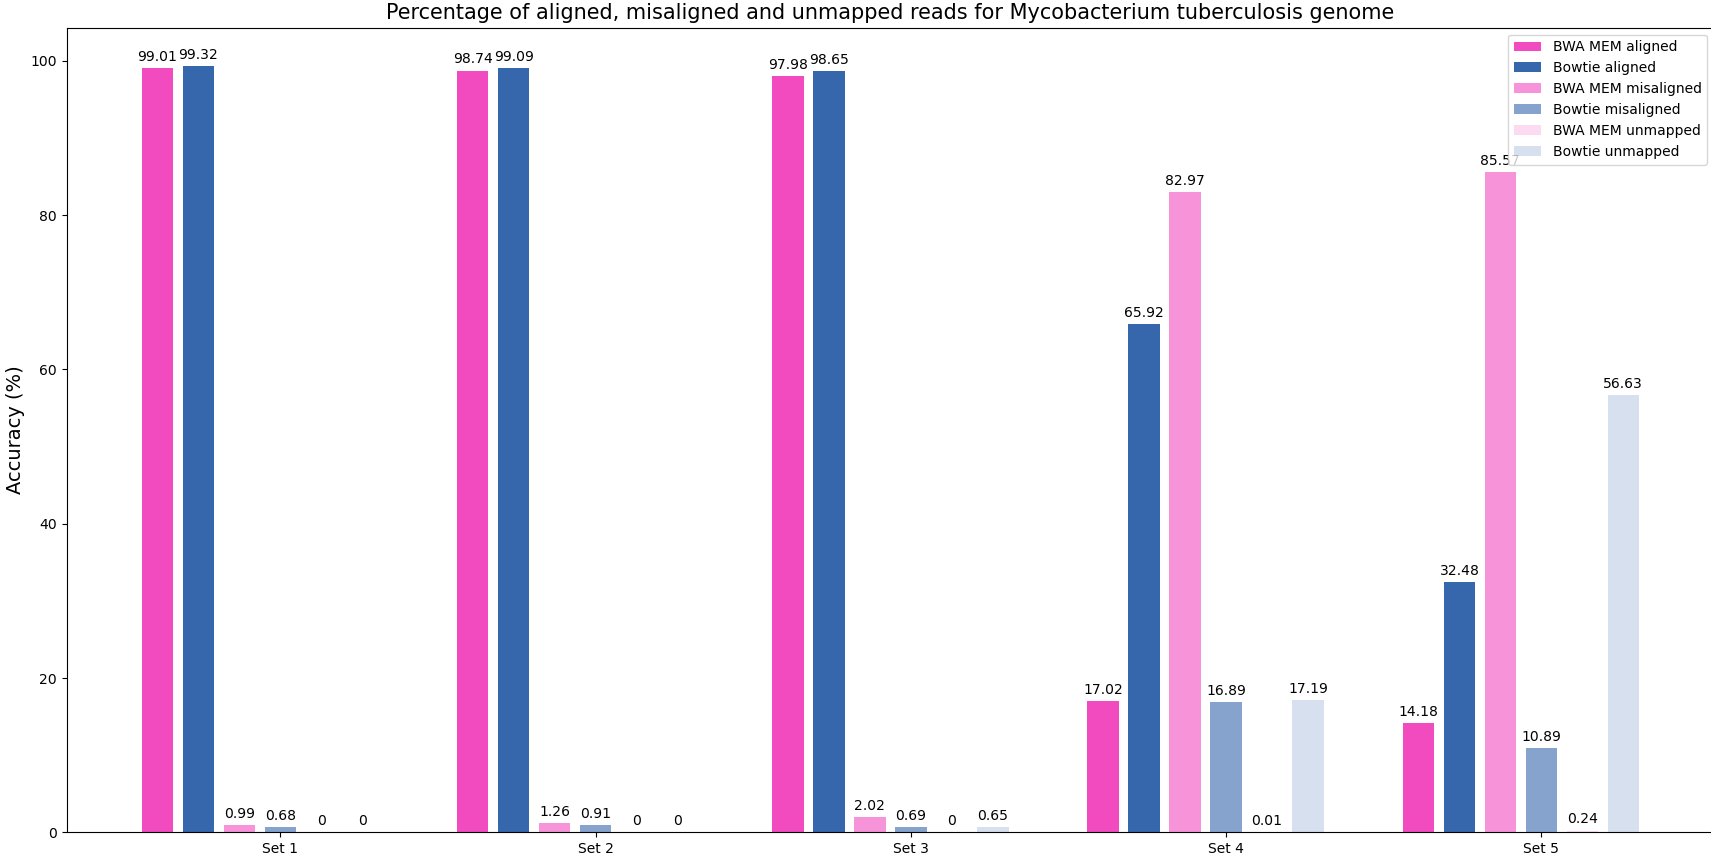 Percentage of aligned, misaligned and unmapped reads for Mycobacterium tuberculosis genome
Accuracy (%)
100
80
60
40
20
0
BWA MEM aligned
Bowtie aligned
BWA MEM misaligned
Bowtie misaligned
BWA MEM unmapped
Bowtie unmapped
99.01 99.32 0.99 0.68 0 0
98.74 99.09 1.26 0.91 0 0
97.98 98.65 2.02 0.69 0 0.65
17.02 65.92 82.97 16.89 0.01 17.19
14.18 32.48 85.57 10.89 0.24 56.63
Set 1 Set 2 Set 3 Set 4 Set 5